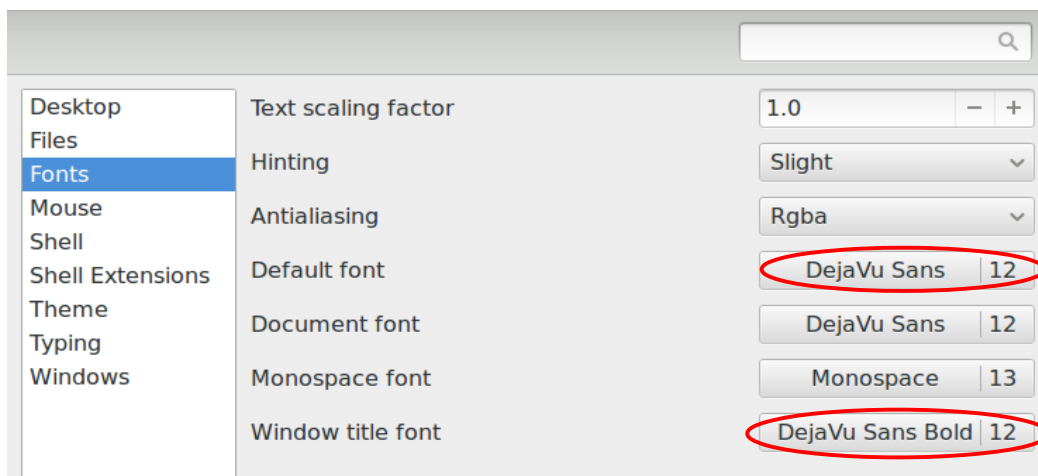 Desktop
Files
Fonts
Mouse
Shell
Shell Extensions
Theme
Typing
Windows
Text scaling factor 1.0 − +
Hinting Slight
Antialiasing Rgba
Default font DejaVu Sans 12
Document font DejaVu Sans 12
Monospace font Monospace 13
Window title font DejaVu Sans Bold 12